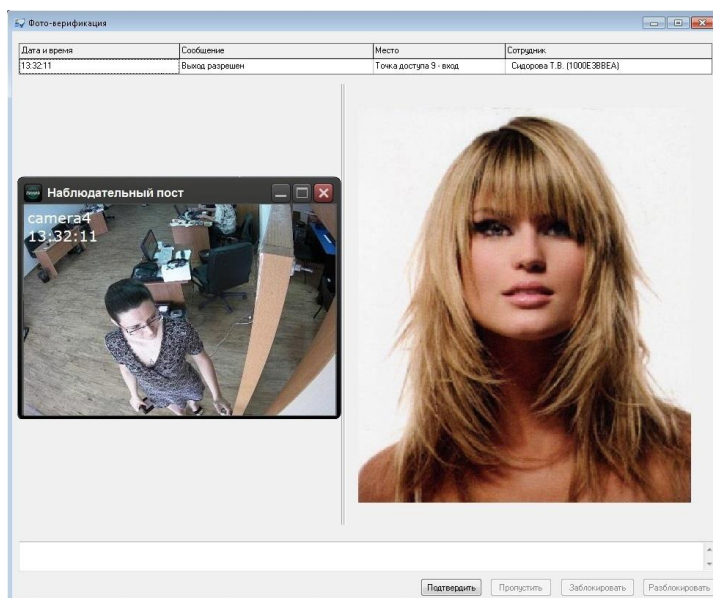 Фото-верификация
Дата и время Сообщение Место Сотрудник
13:32:11 Выход разрешен Точка доступа 9 - вход Сидорова Т.В. (1000E3BBEA)
Наблюдательный пост
camera4
13:32:11
Подтвердить Пропустить Заблокировать Разблокировать